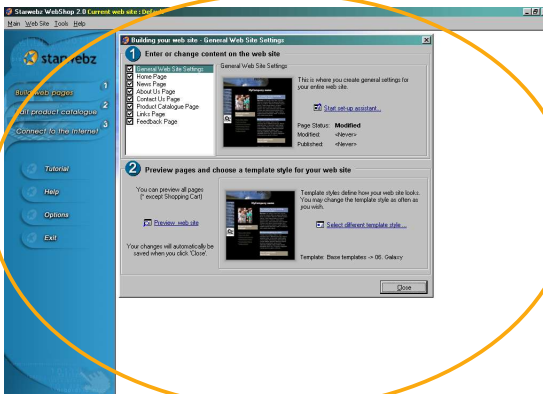 Starwebz WebShop 2.0 Current web site : Default
Main Web Site Tools Help
starwebz
Build web pages
1
Edit product catalogue
2
Connect to the Internet
3
Tutorial
Help
Options
Exit
Building your web site - General Web Site Settings
1 Enter or change content on the web site
General Web Site Settings
Home Page
News Page
About Us Page
Contact Us Page
Product Catalogue Page
Links Page
Feedback Page
General Web Site Settings
This is where you create general settings for
your entire web site.
Start set-up assistant...
Page Status: Modified
Modified: <Never>
Published: <Never>
2 Preview pages and choose a template style for your web site
You can preview all pages
(* except Shopping Cart)
Preview web site
Your changes will automatically be
saved when you click 'Close'.
Template styles define how your web site looks.
You may change the template style as often as
you wish.
Select different template style ...
Template: Base templates -> 06. Galaxy
Close